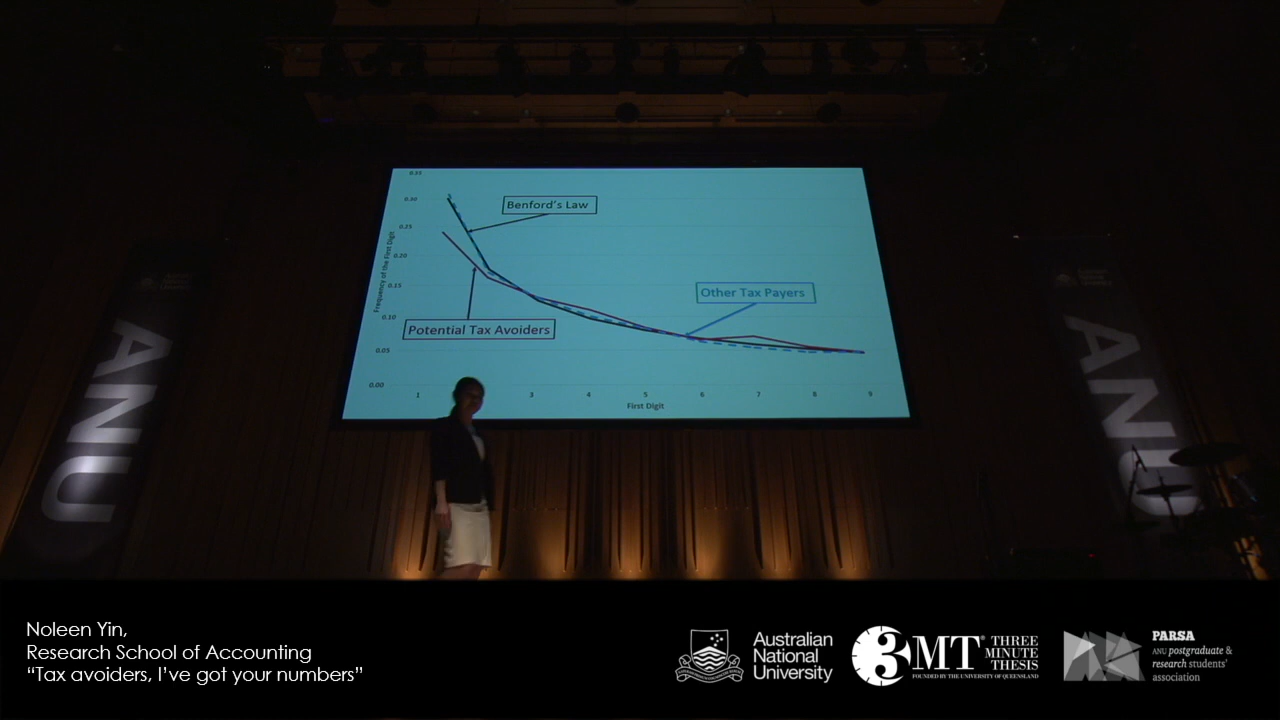 0.35
0.30
0.25
0.20
0.15
0.10
0.05
0.00
Frequency of the First Digit
Benford's Law
Other Tax Payers
Potential Tax Avoiders
1
3
4
5
6
7
8
9
First Digit
ANU
ANU
Noleen Yin,
Research School of Accounting
“Tax avoiders, I’ve got your numbers”
Australian
National
University
3MT® THREE
MINUTE
THESIS
FOUNDED BY THE UNIVERSITY OF QUEENSLAND
PARSA
ANU postgraduate &
research students'
association